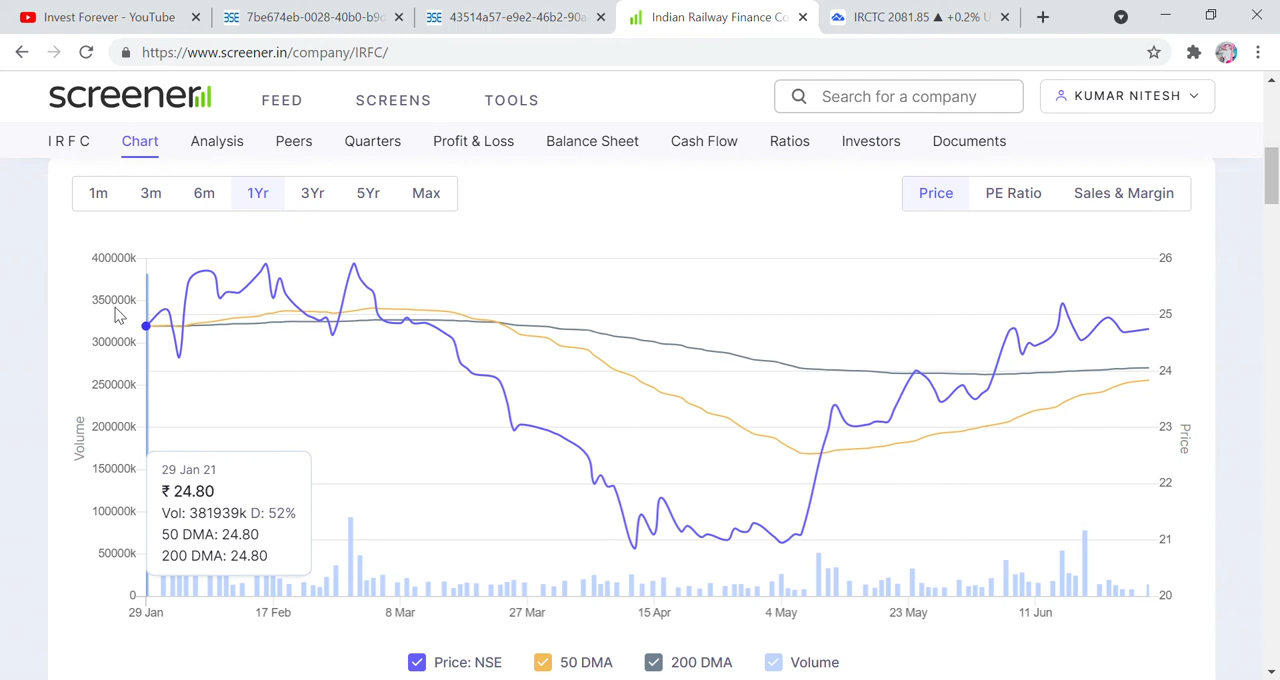 Invest Forever - YouTube
7be674eb-0028-40b0-b9d
43514a57-e9e2-46b2-90a
Indian Railway Finance Co
IRCTC 2081.85 ▲ +0.2% U
https://www.screener.in/company/IRFC/
screener
FEED SCREENS TOOLS
Search for a company
KUMAR NITESH
I R F C Chart Analysis Peers Quarters Profit & Loss Balance Sheet Cash Flow Ratios Investors Documents
1m 3m 6m 1Yr 3Yr 5Yr Max
Price PE Ratio Sales & Margin
400000k
350000k
300000k
250000k
200000k
150000k
100000k
50000k
0
Volume
26
25
24
23
22
21
20
Price
29 Jan 21
₹ 24.80
Vol: 381939k D: 52%
50 DMA: 24.80
200 DMA: 24.80
29 Jan 17 Feb 8 Mar 27 Mar 15 Apr 4 May 23 May 11 Jun
Price: NSE 50 DMA 200 DMA Volume